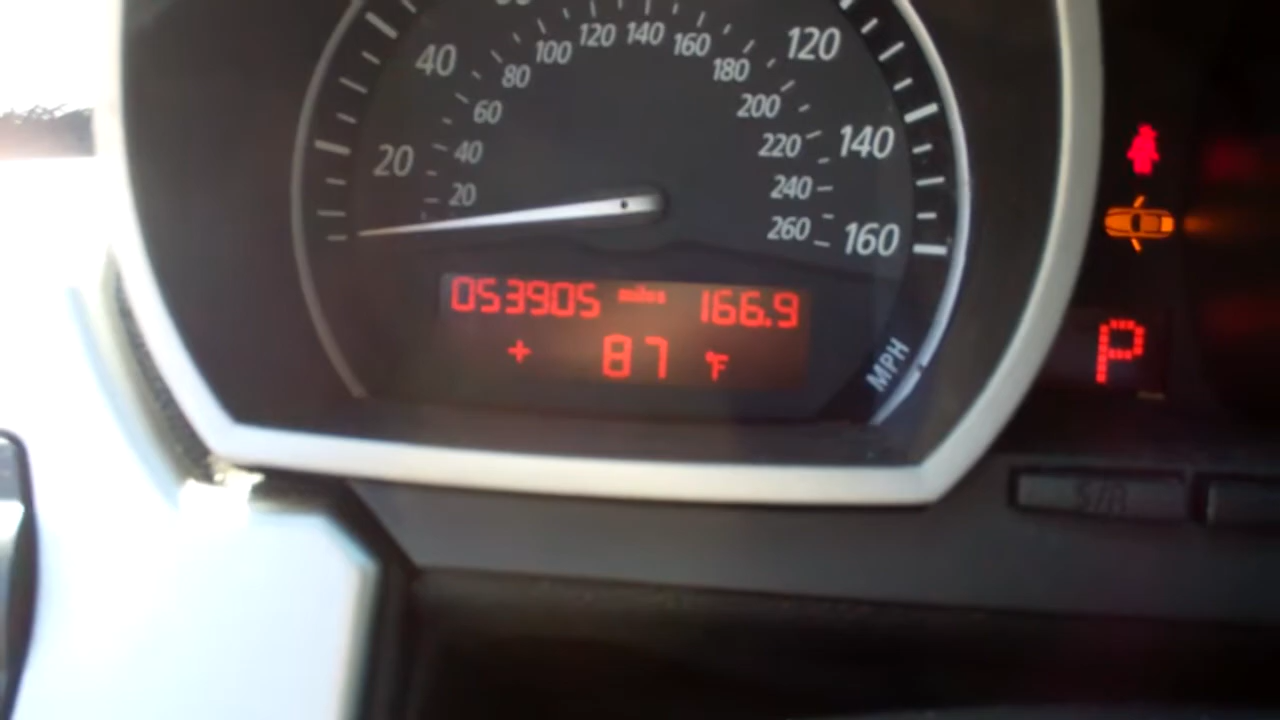 120 140 160
100 180
40 80 200 120
60 220
20 40 240 140
20 260 160
053905 miles 166.9
+ 87 °F
MPH
P